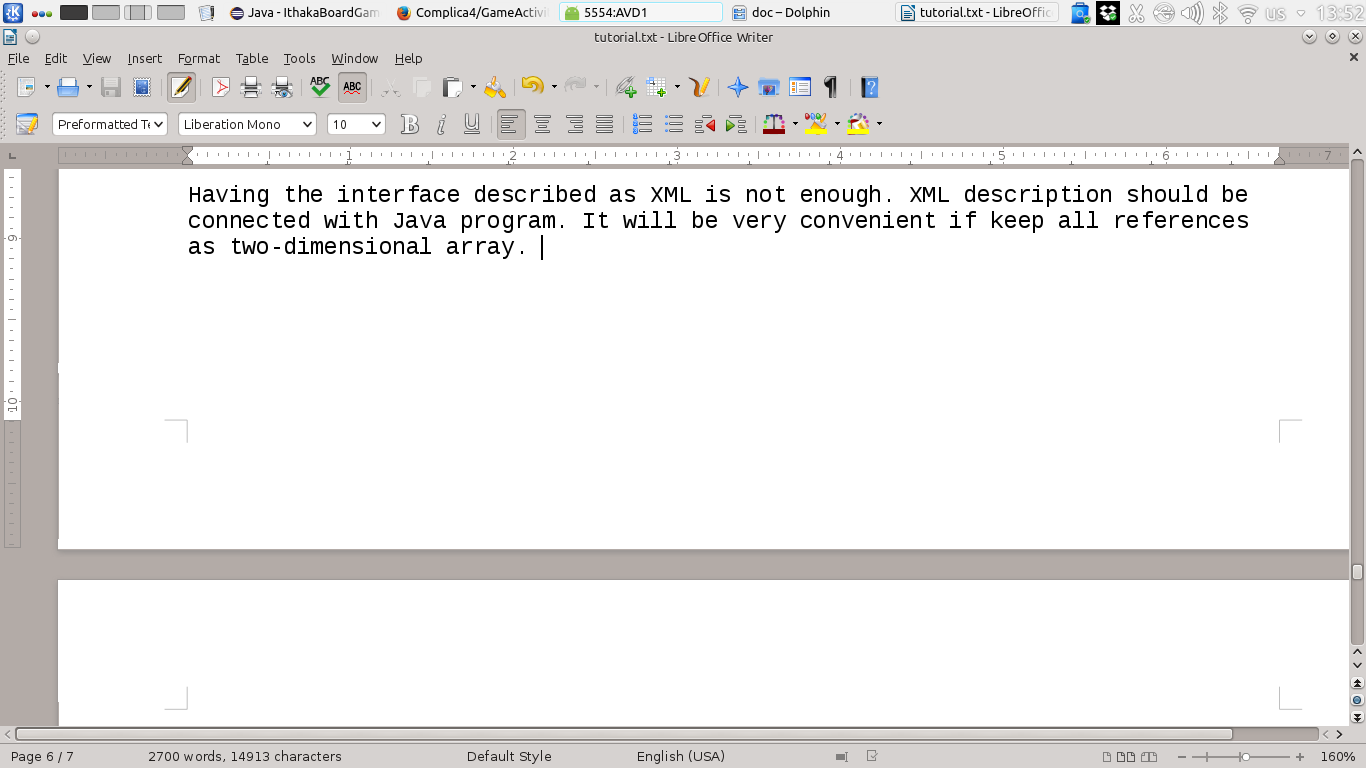 Java - IthakaBoardGam Complica4/GameActivi 5554:AVD1 doc – Dolphin tutorial.txt - LibreOffic us 13:52
tutorial.txt - LibreOffice Writer
File Edit View Insert Format Table Tools Window Help
ABC ABC
Preformatted Te Liberation Mono 10 B i U
1 2 3 4 5 6 7
Having the interface described as XML is not enough. XML description should be
connected with Java program. It will be very convenient if keep all references
as two-dimensional array.
9
10
Page 6 / 7 2700 words, 14913 characters Default Style English (USA) 160%